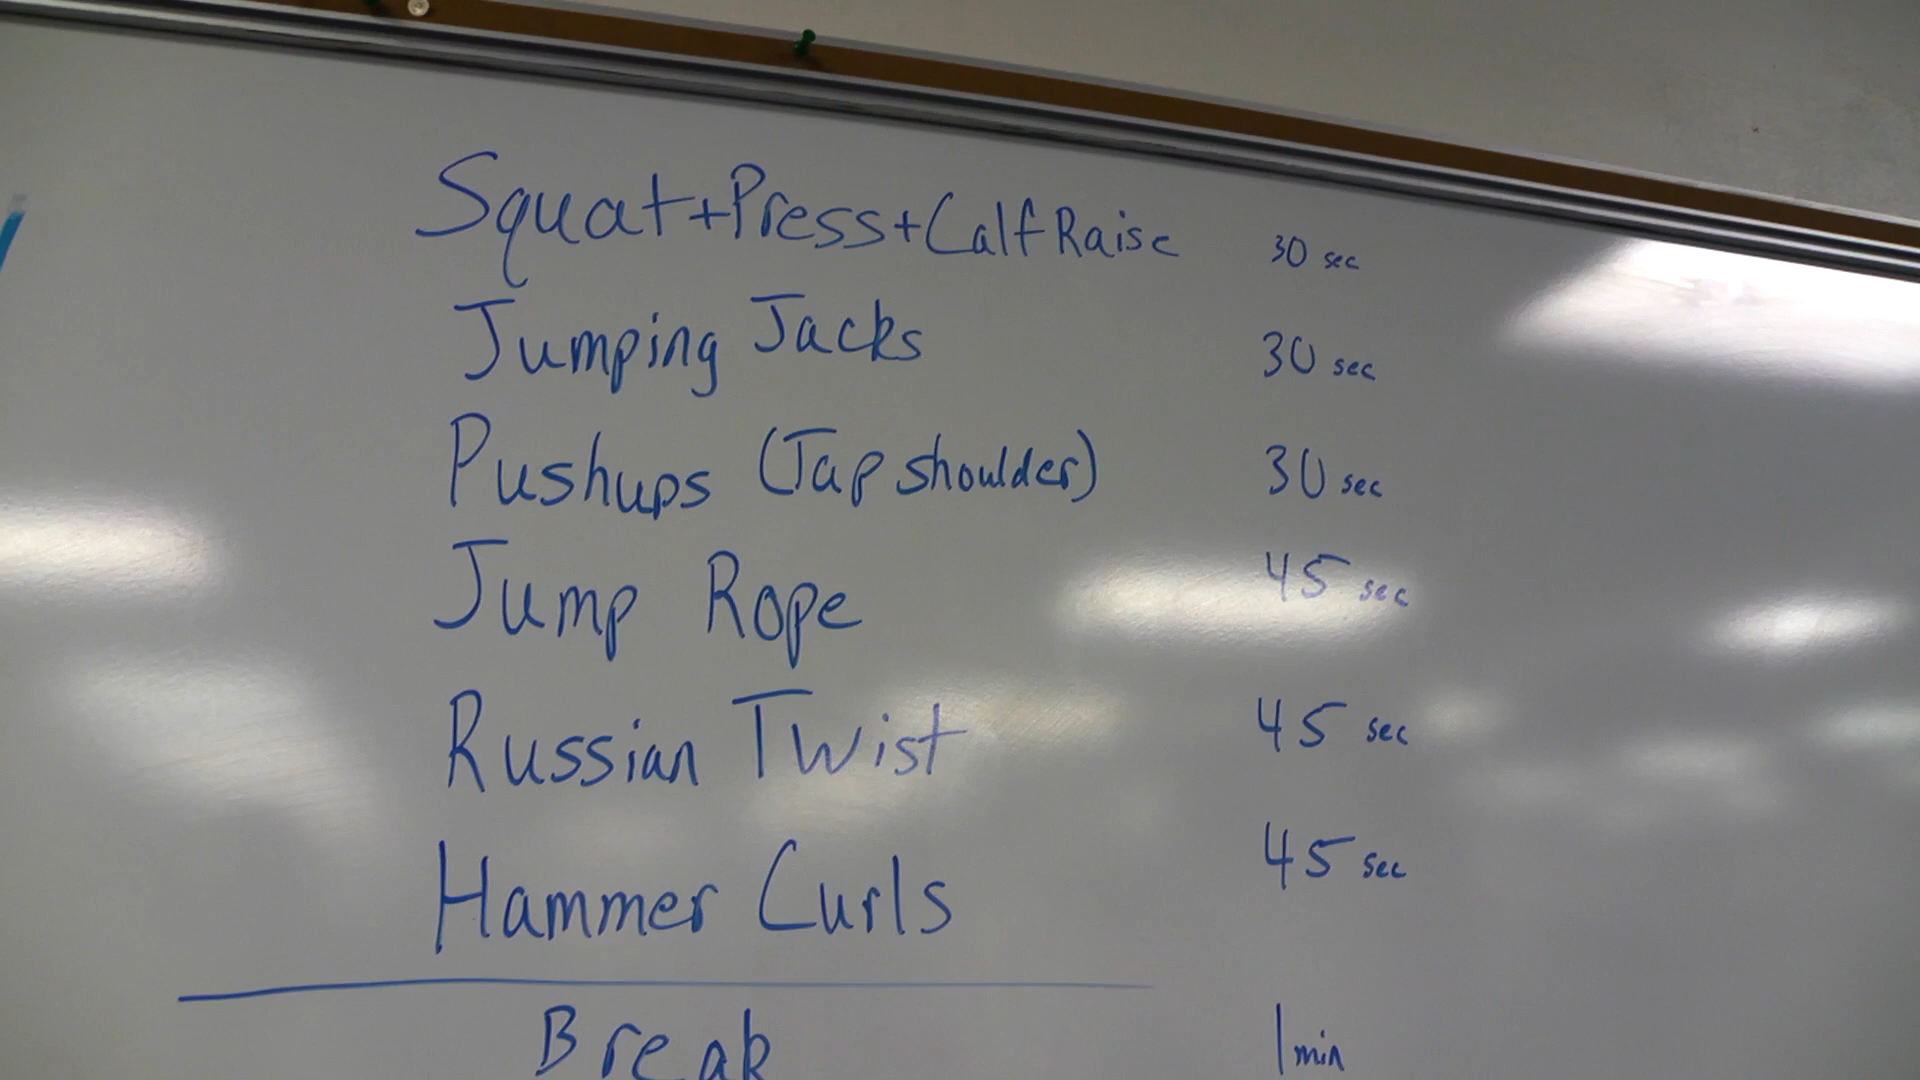 Squat+Press+Calf Raise 30 sec
Jumping Jacks 30 sec
Pushups (Tap shoulder) 30 sec
Jump Rope 45 sec
Russian Twist 45 sec
Hammer Curls 45 sec
Break 1 min